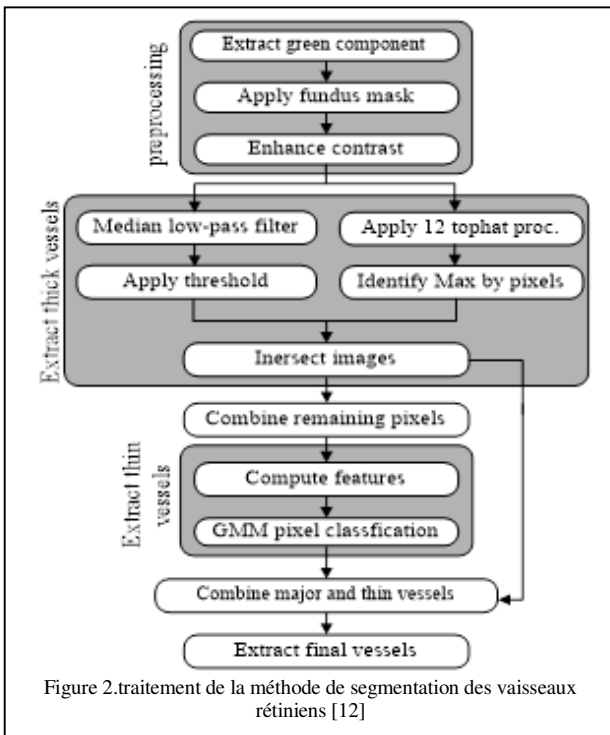 preprocessing
Extract green component
Apply fundus mask
Enhance contrast
Extract thick vessels
Median low-pass filter
Apply 12 tophat proc.
Apply threshold
Identify Max by pixels
Inersect images
Combine remaining pixels
Extract thin
vessels
Compute features
GMM pixel classfication
Combine major and thin vessels
Extract final vessels
Figure 2.traitement de la méthode de segmentation des vaisseaux
rétiniens [12]